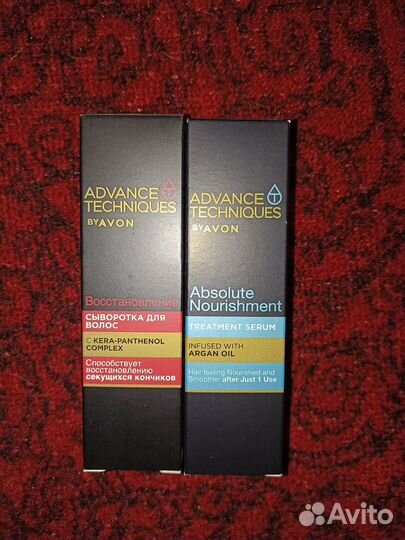 ADVANCE
TECHNIQUES
BY AVON
Восстановление
СЫВОРОТКА ДЛЯ
ВОЛОС
С KERA-PANTHENOL
COMPLEX
Способствует
восстановлению
секущихся кончиков
ADVANCE
TECHNIQUES
BY AVON
Absolute
Nourishment
TREATMENT SERUM
INFUSED WITH
ARGAN OIL
Hair feeling Nourished and
Smoother after Just 1 Use
Avito